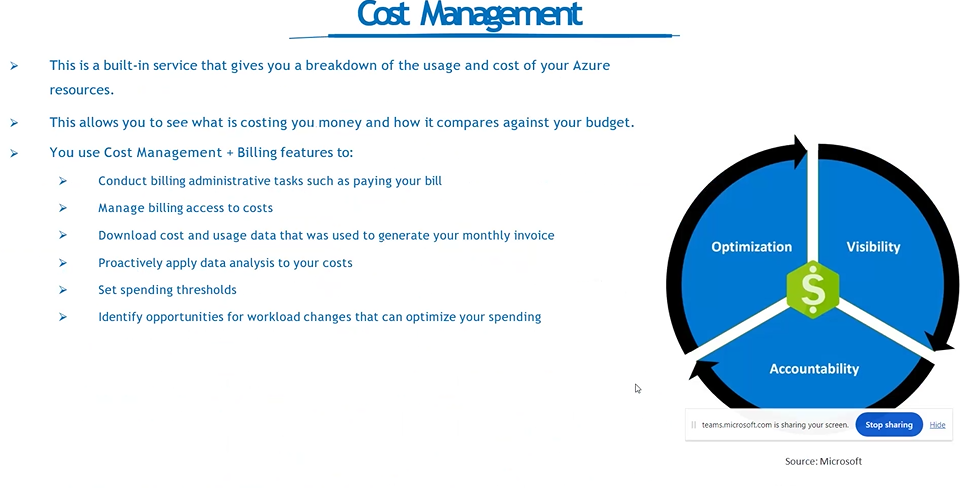 Cost Management
This is a built-in service that gives you a breakdown of the usage and cost of your Azure
resources.
This allows you to see what is costing you money and how it compares against your budget.
You use Cost Management + Billing features to:
Conduct billing administrative tasks such as paying your bill
Manage billing access to costs
Download cost and usage data that was used to generate your monthly invoice
Proactively apply data analysis to your costs
Set spending thresholds
Identify opportunities for workload changes that can optimize your spending
Optimization
Visibility
$
Accountability
teams.microsoft.com is sharing your screen.
Stop sharing
Hide
Source: Microsoft